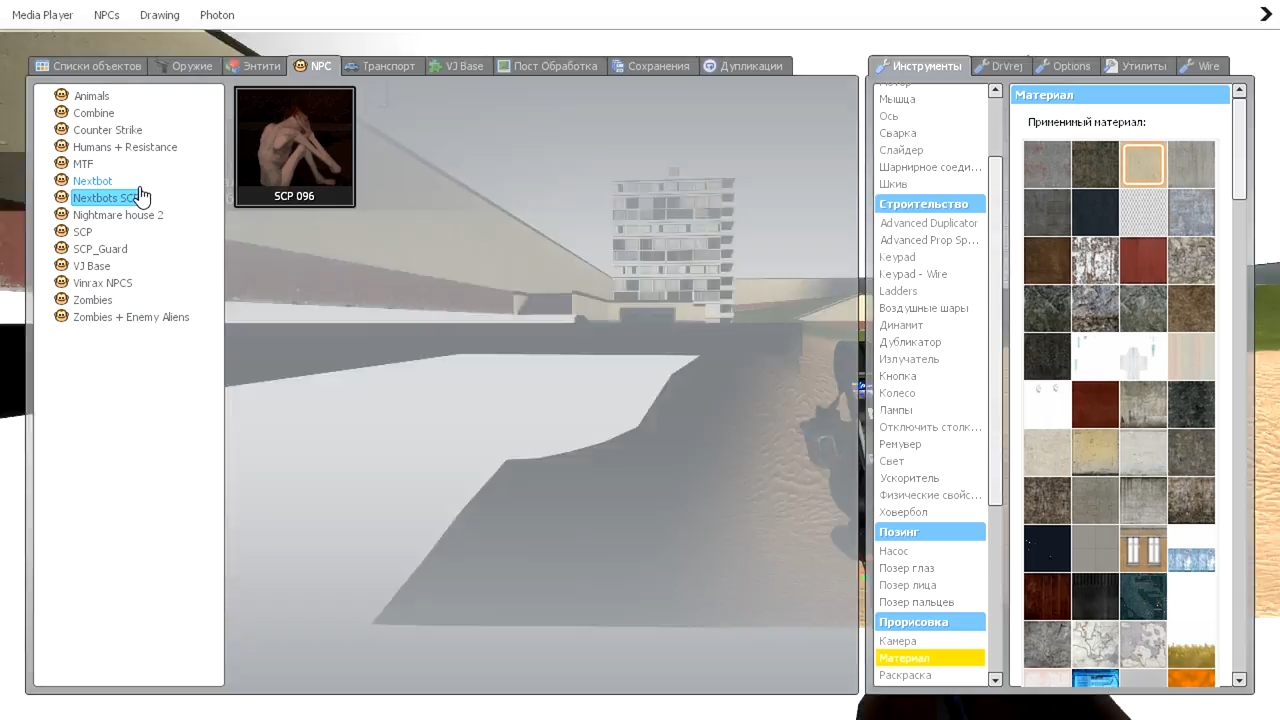 Media Player NPCs Drawing Photon
Списки объектов Оружие Энтити NPC Транспорт VJ Base Пост Обработка Сохранения Дупликации
Animals
Combine
Counter Strike
Humans + Resistance
MTF
Nextbot
Nextbots SCP
Nightmare house 2
SCP
SCP_Guard
VJ Base
Vinrax NPCS
Zombies
Zombies + Enemy Aliens
SCP 096
Инструменты DrVrej Options Утилиты Wire
Мышца
Ось
Сварка
Слайдер
Шарнирное соеди...
Шкив
Строительство
Advanced Duplicator
Advanced Prop Sp...
Keypad
Keypad - Wire
Ladders
Воздушные шары
Динамит
Дубликатор
Излучатель
Кнопка
Колесо
Лампы
Отключить столк...
Ремувер
Свет
Ускоритель
Физические свойс...
Ховербол
Позинг
Насос
Позер глаз
Позер лица
Позер пальцев
Прорисовка
Камера
Материал
Раскраска
Материал
Применимый материал: